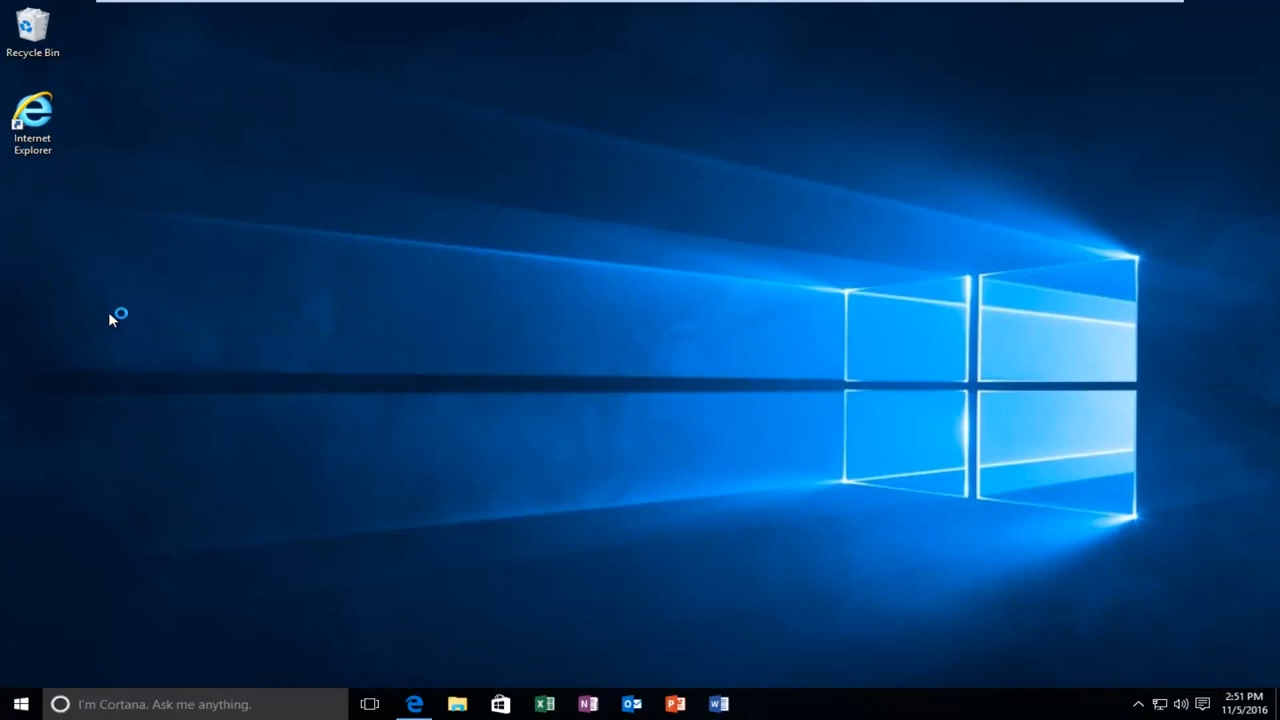 Recycle Bin
Internet
Explorer
I'm Cortana. Ask me anything.
2:51 PM
11/5/2016